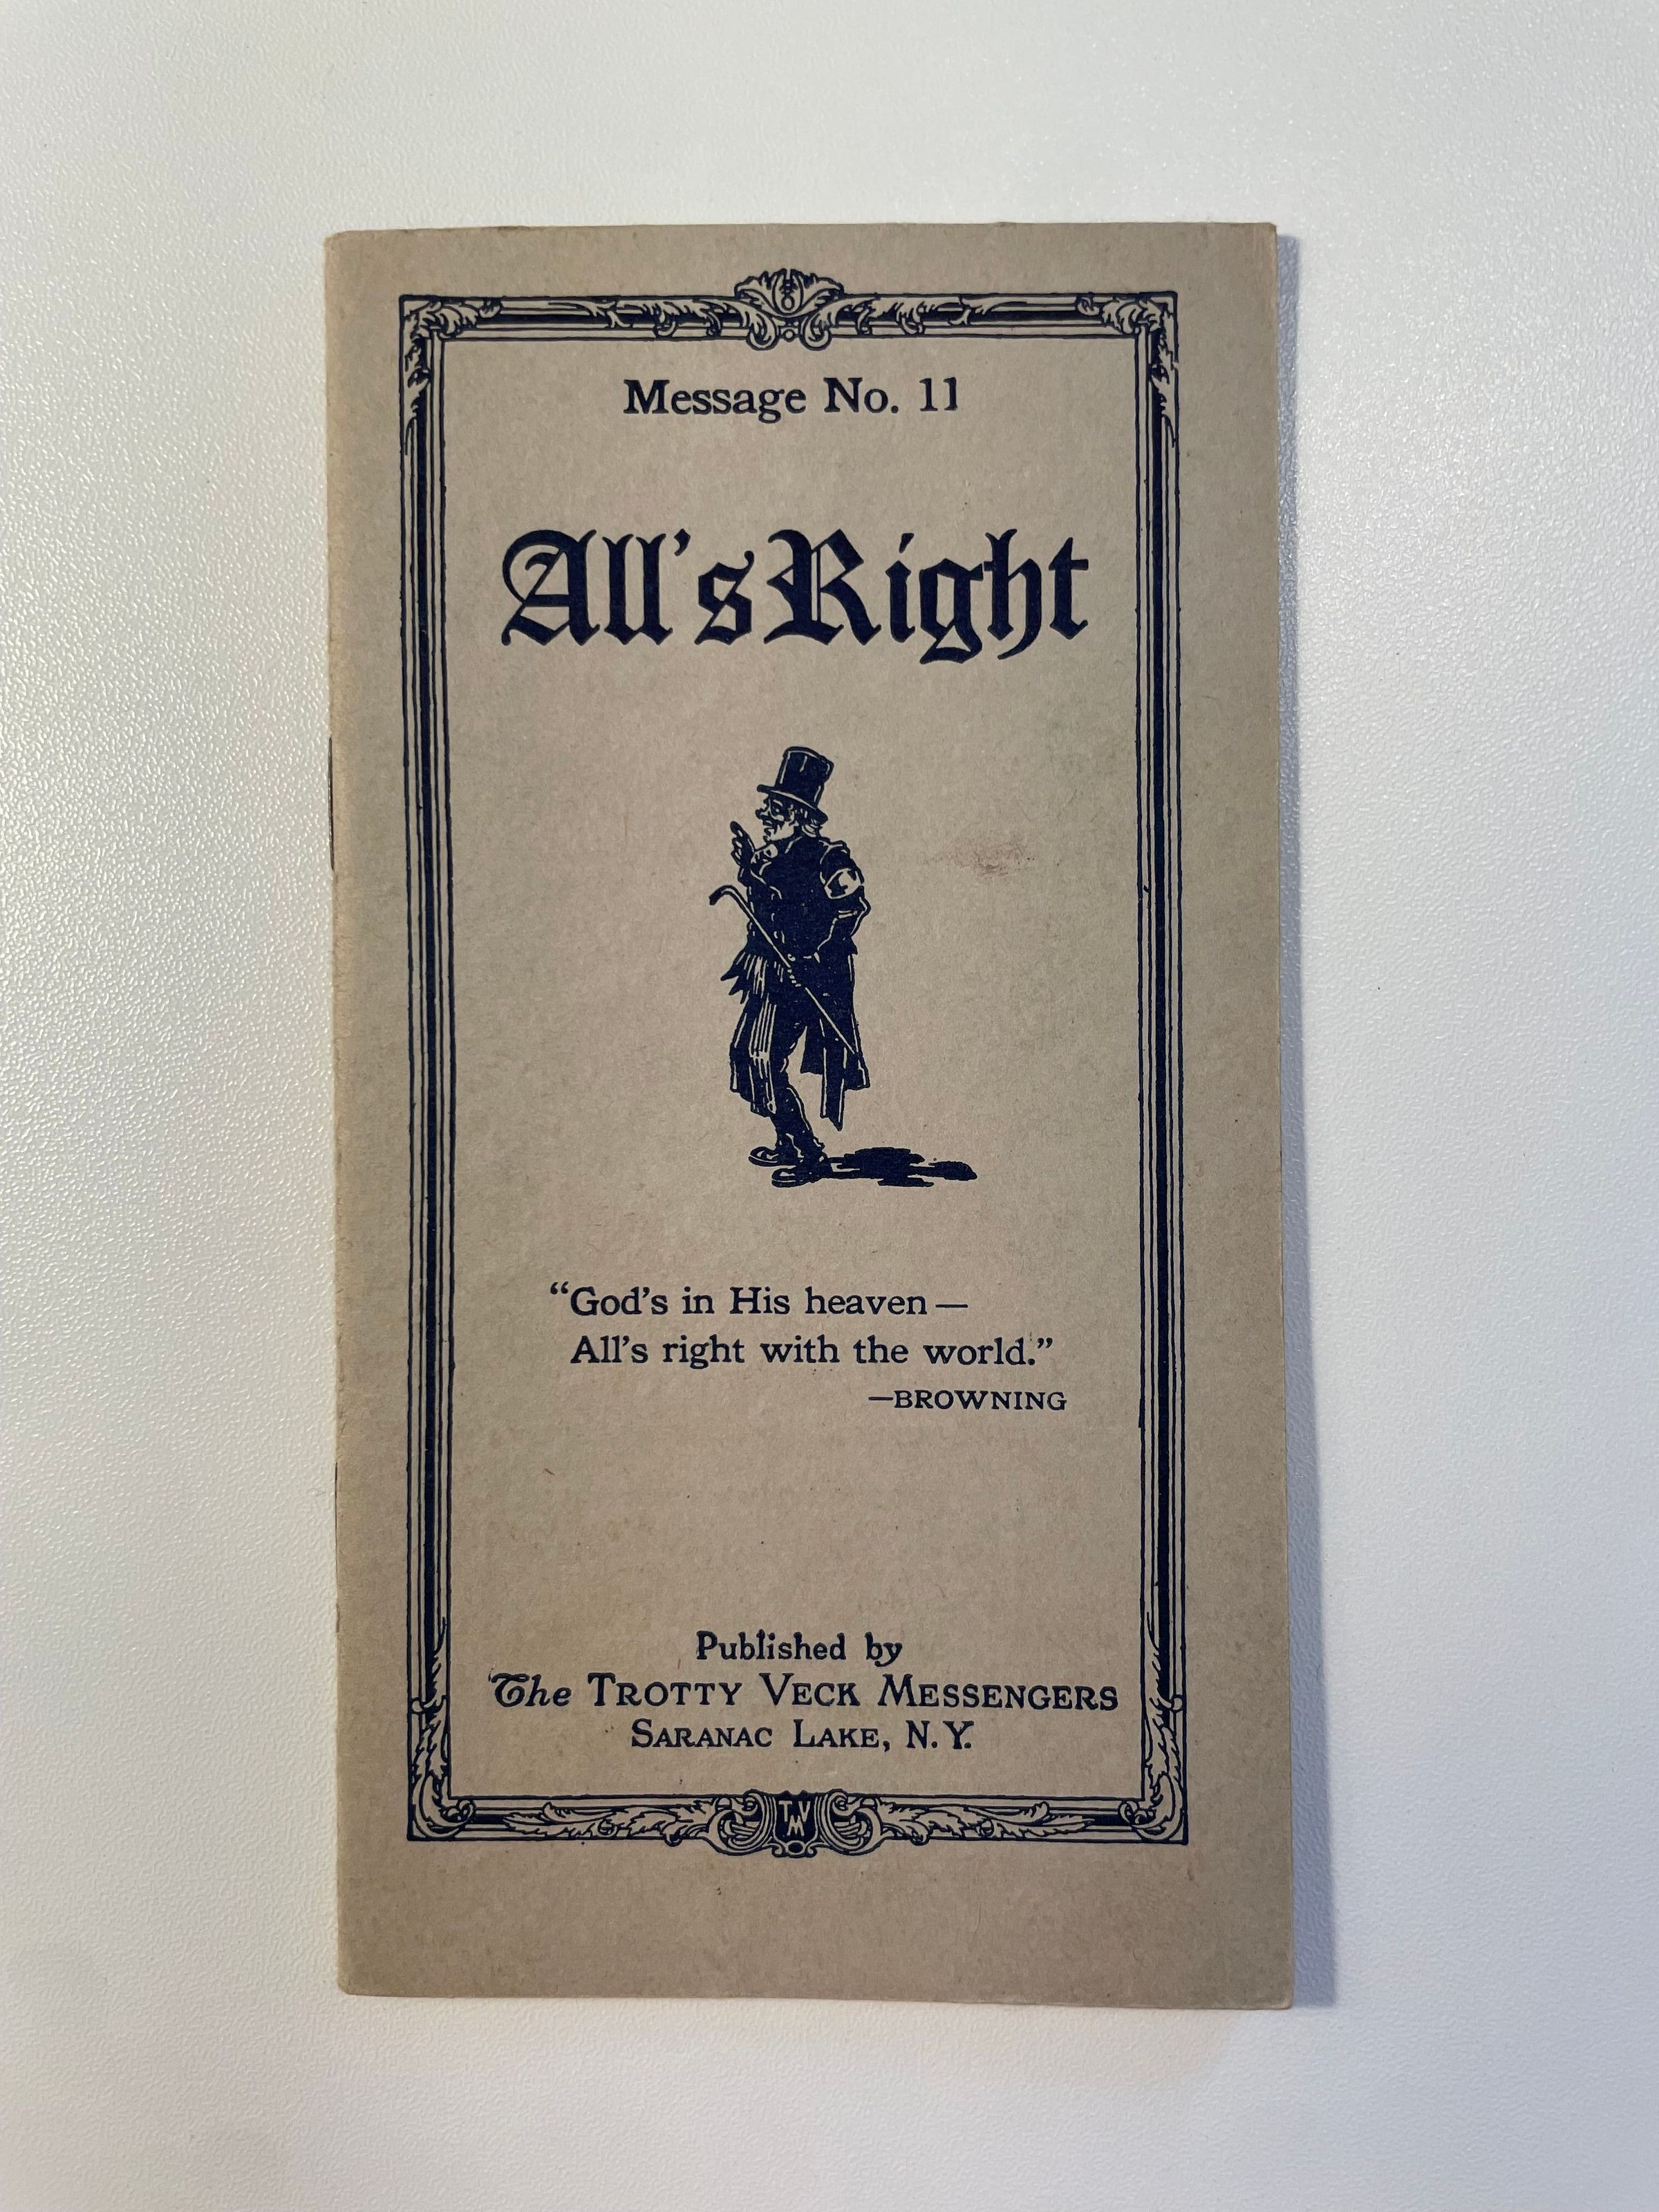 Message No. 11
All's Right
“God's in His heaven—
All's right with the world.”
—BROWNING
Published by
The TROTTY VECK MESSENGERS
SARANAC LAKE, N.Y.
TVM